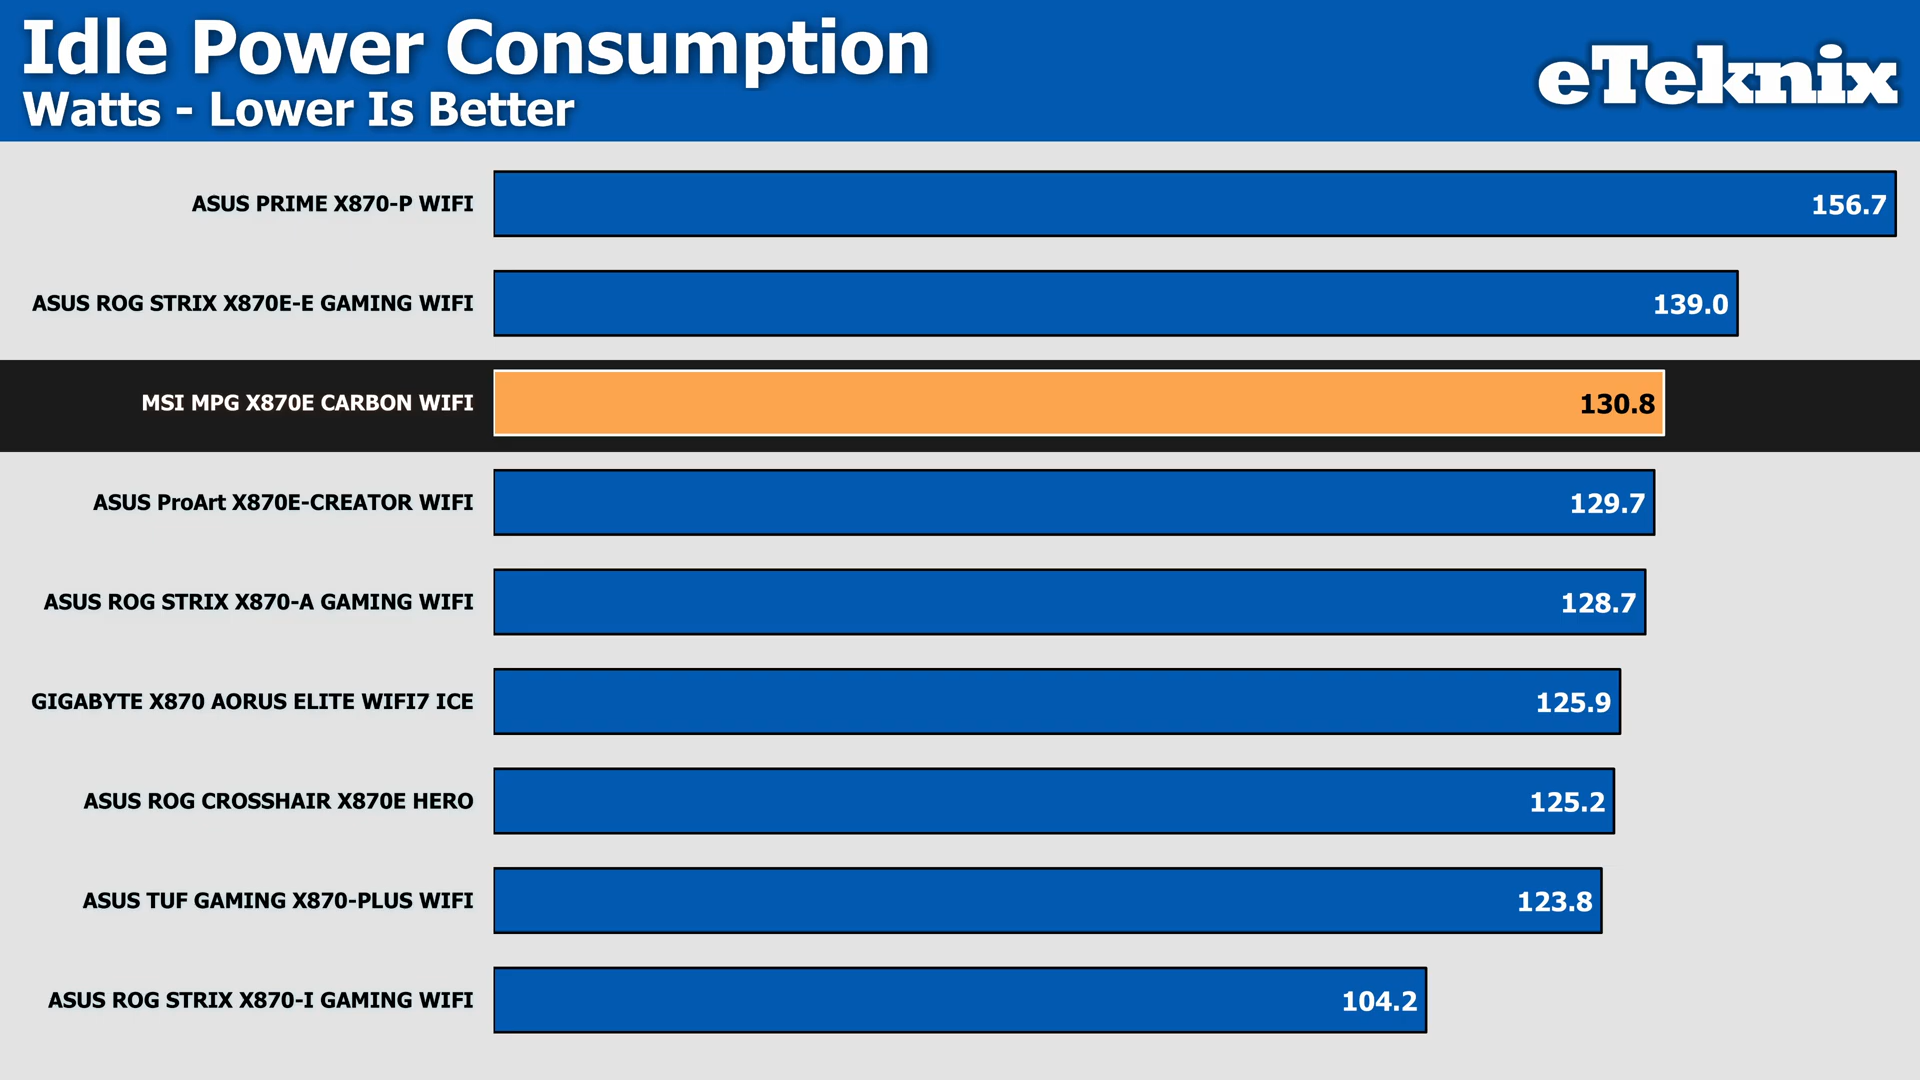 Idle Power Consumption
Watts - Lower Is Better
eTeknix
ASUS PRIME X870-P WIFI 156.7
ASUS ROG STRIX X870E-E GAMING WIFI 139.0
MSI MPG X870E CARBON WIFI 130.8
ASUS ProArt X870E-CREATOR WIFI 129.7
ASUS ROG STRIX X870-A GAMING WIFI 128.7
GIGABYTE X870 AORUS ELITE WIFI7 ICE 125.9
ASUS ROG CROSSHAIR X870E HERO 125.2
ASUS TUF GAMING X870-PLUS WIFI 123.8
ASUS ROG STRIX X870-I GAMING WIFI 104.2